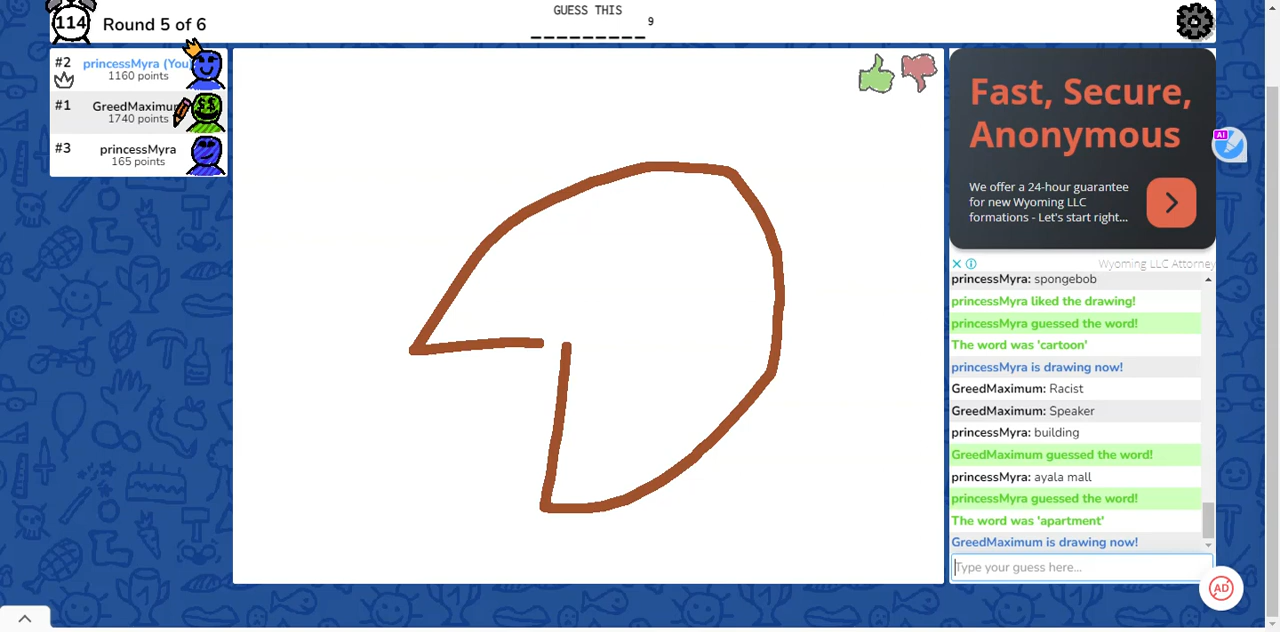 114
Round 5 of 6
GUESS THIS
_________ 9
#2
princessMyra (You)
1160 points
#1
GreedMaximum
1740 points
#3
princessMyra
165 points
Fast, Secure,
Anonymous
We offer a 24-hour guarantee
for new Wyoming LLC
formations - Let's start right...
AI
Wyoming LLC Attorney
princessMyra: spongebob
princessMyra liked the drawing!
princessMyra guessed the word!
The word was 'cartoon'
princessMyra is drawing now!
GreedMaximum: Racist
GreedMaximum: Speaker
princessMyra: building
GreedMaximum guessed the word!
princessMyra: ayala mall
princessMyra guessed the word!
The word was 'apartment'
GreedMaximum is drawing now!
Type your guess here...
AD